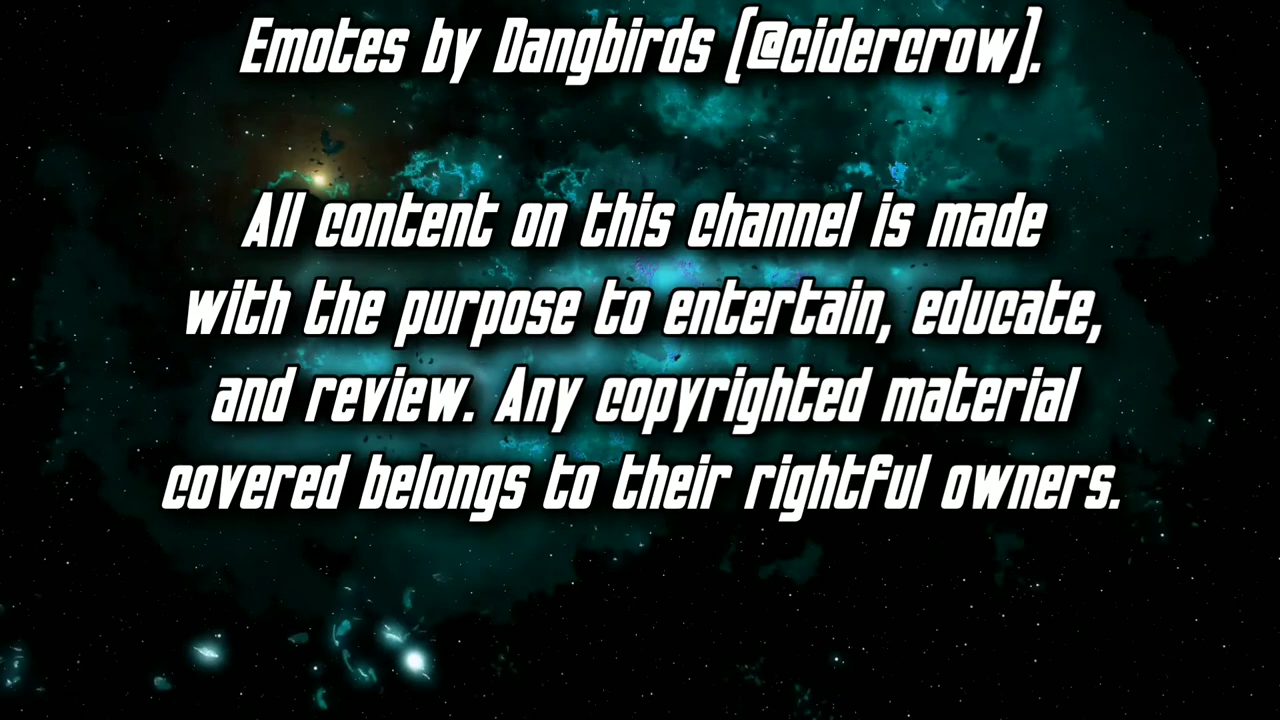 Emotes by Dangbirds (@cidercrow).
All content on this channel is made
with the purpose to entertain, educate,
and review. Any copyrighted material
covered belongs to their rightful owners.